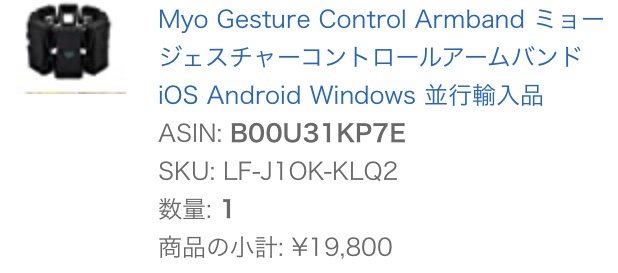 Myo Gesture Control Armband ミョー
ジェスチャーコントロールアームバンド
iOS Android Windows 並行輸入品
ASIN: B00U31KP7E
SKU: LF-J1OK-KLQ2
数量: 1
商品の小計: ¥19,800